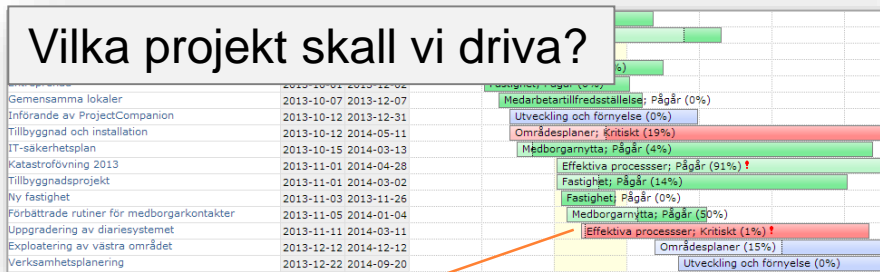 Vilka projekt skall vi driva?
Gemensamma lokaler 2013-10-07 2013-12-07 Medarbetartillfredsställelse; Pågår (0%)
Införande av ProjectCompanion 2013-10-12 2013-12-31 Utveckling och förnyelse (0%)
Tillbyggnad och installation 2013-10-12 2014-05-11 Områdesplaner; Kritiskt (19%)
IT-säkerhetsplan 2013-10-15 2014-03-13 Medborgarnytta; Pågår (4%)
Katastrofövning 2013 2013-11-01 2014-04-28 Effektiva processser; Pågår (91%) !
Tillbyggnadsprojekt 2013-11-01 2014-03-02 Fastighet; Pågår (14%)
Ny fastighet 2013-11-03 2013-11-26 Fastighet; Pågår (0%)
Förbättrade rutiner för medborgarkontakter 2013-11-05 2014-01-04 Medborgarnytta; Pågår (50%)
Uppgradering av diariesystemet 2013-11-11 2014-03-11 Effektiva processser; Kritiskt (1%) !
Exploatering av västra området 2013-12-12 2014-12-12 Områdesplaner (15%)
Verksamhetsplanering 2013-12-22 2014-09-20 Utveckling och förnyelse (0%)